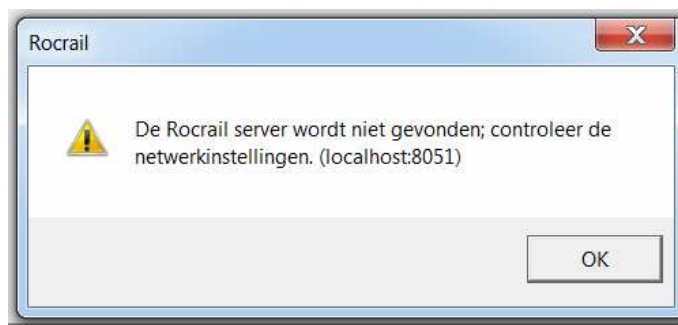 Rocrail
De Rocrail server wordt niet gevonden; controleer de
netwerkinstellingen. (localhost:8051)
OK